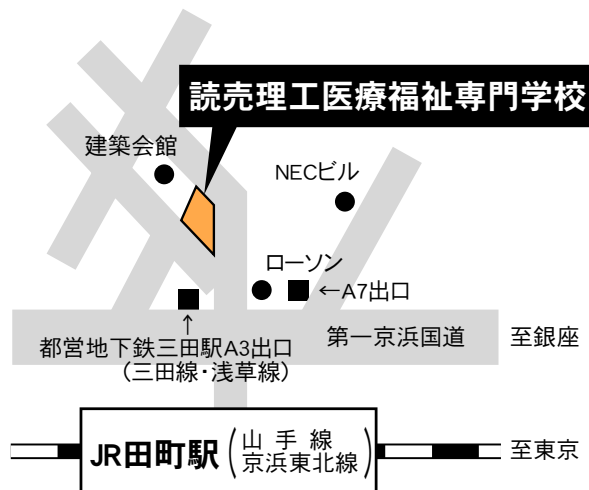 読売理工医療福祉専門学校
建築会館
NECビル
ローソン
←A7出口
↑
都営地下鉄三田駅A3出口
（三田線・浅草線）
第一京浜国道
至銀座
JR田町駅（山手線
京浜東北線）
至東京